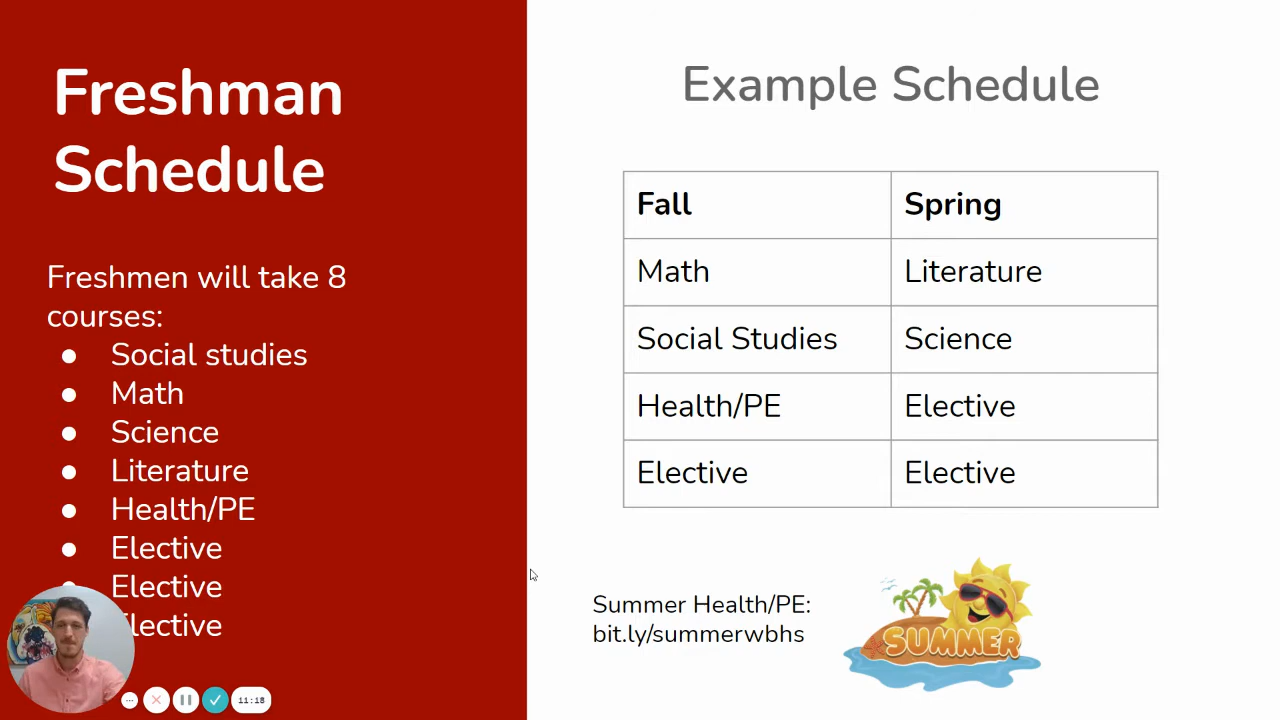 Freshman
Schedule
Freshmen will take 8
courses:
● Social studies
● Math
● Science
● Literature
● Health/PE
● Elective
● Elective
● Elective
Example Schedule
Fall Spring
Math Literature
Social Studies Science
Health/PE Elective
Elective Elective
Summer Health/PE:
bit.ly/summerwbhs
SUMMER
11:18